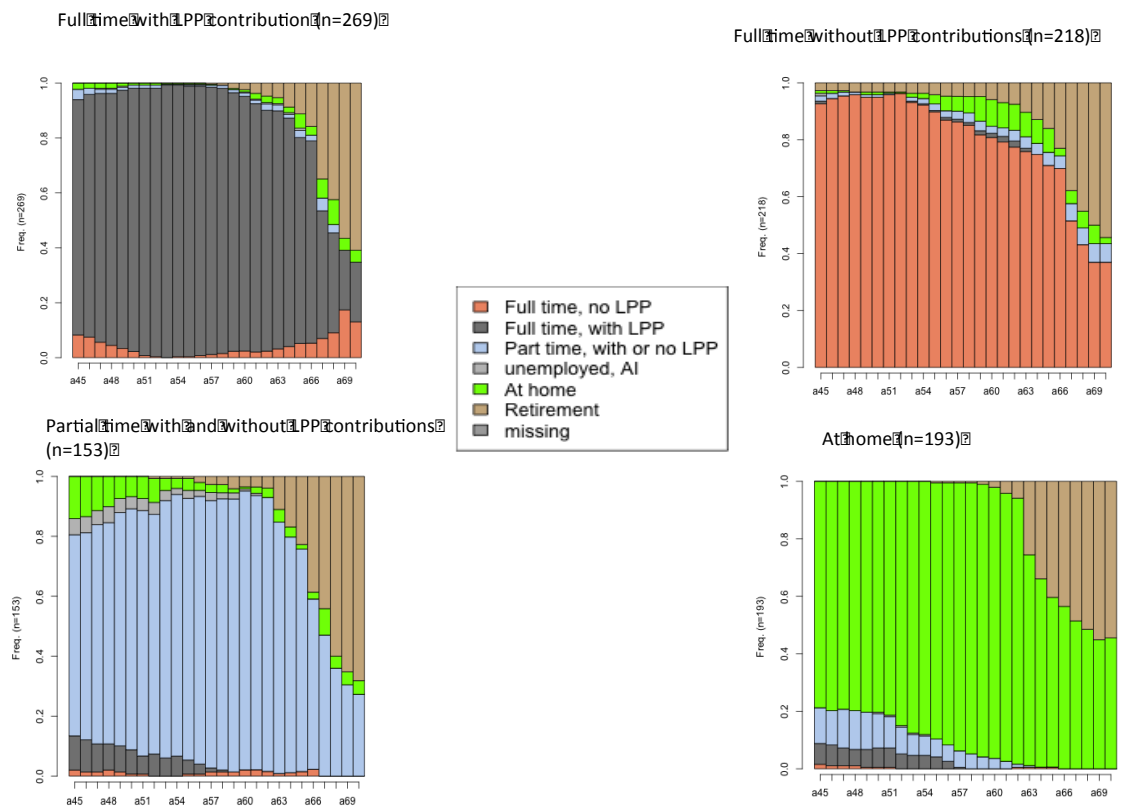 Full⍰time⍰with⍰LPP⍰contribution⍰(n=269)⍰
Full⍰time⍰without⍰LPP⍰contributions⍰(n=218)⍰
1.0
0.8
0.6
0.4
0.2
0.0
Freq. (n=269)
a45 a48 a51 a54 a57 a60 a63 a66 a69
1.0
0.8
0.6
0.4
0.2
0.0
Freq. (n=218)
a45 a48 a51 a54 a57 a60 a63 a66 a69
Full time, no LPP
Full time, with LPP
Part time, with or no LPP
unemployed, AI
At home
Retirement
missing
Partial⍰time⍰with⍰and⍰without⍰LPP⍰contributions⍰
(n=153)⍰
At⍰home⍰(n=193)⍰
1.0
0.8
0.6
0.4
0.2
0.0
Freq. (n=153)
a45 a48 a51 a54 a57 a60 a63 a66 a69
1.0
0.8
0.6
0.4
0.2
0.0
Freq. (n=193)
a45 a48 a51 a54 a57 a60 a63 a66 a69